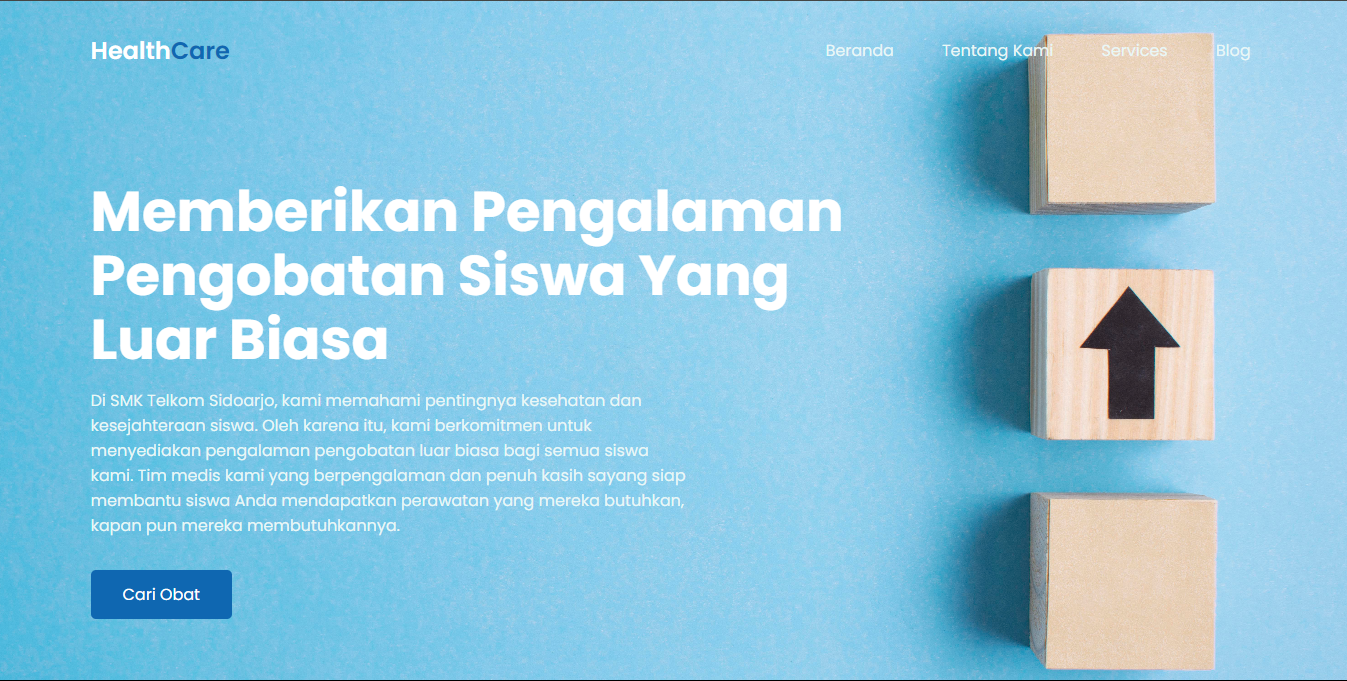 HealthCare
Beranda Tentang Kami Services Blog
Memberikan Pengalaman
Pengobatan Siswa Yang
Luar Biasa
Di SMK Telkom Sidoarjo, kami memahami pentingnya kesehatan dan
kesejahteraan siswa. Oleh karena itu, kami berkomitmen untuk
menyediakan pengalaman pengobatan luar biasa bagi semua siswa
kami. Tim medis kami yang berpengalaman dan penuh kasih sayang siap
membantu siswa Anda mendapatkan perawatan yang mereka butuhkan,
kapan pun mereka membutuhkannya.
Cari Obat